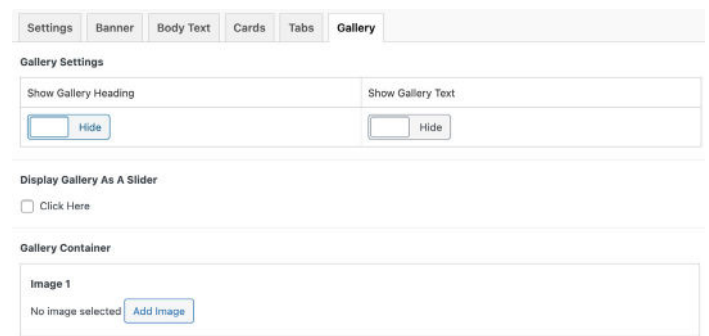 Settings Banner Body Text Cards Tabs Gallery
Gallery Settings
Show Gallery Heading Show Gallery Text
Hide Hide
Display Gallery As A Slider
Click Here
Gallery Container
Image 1
No image selected Add Image